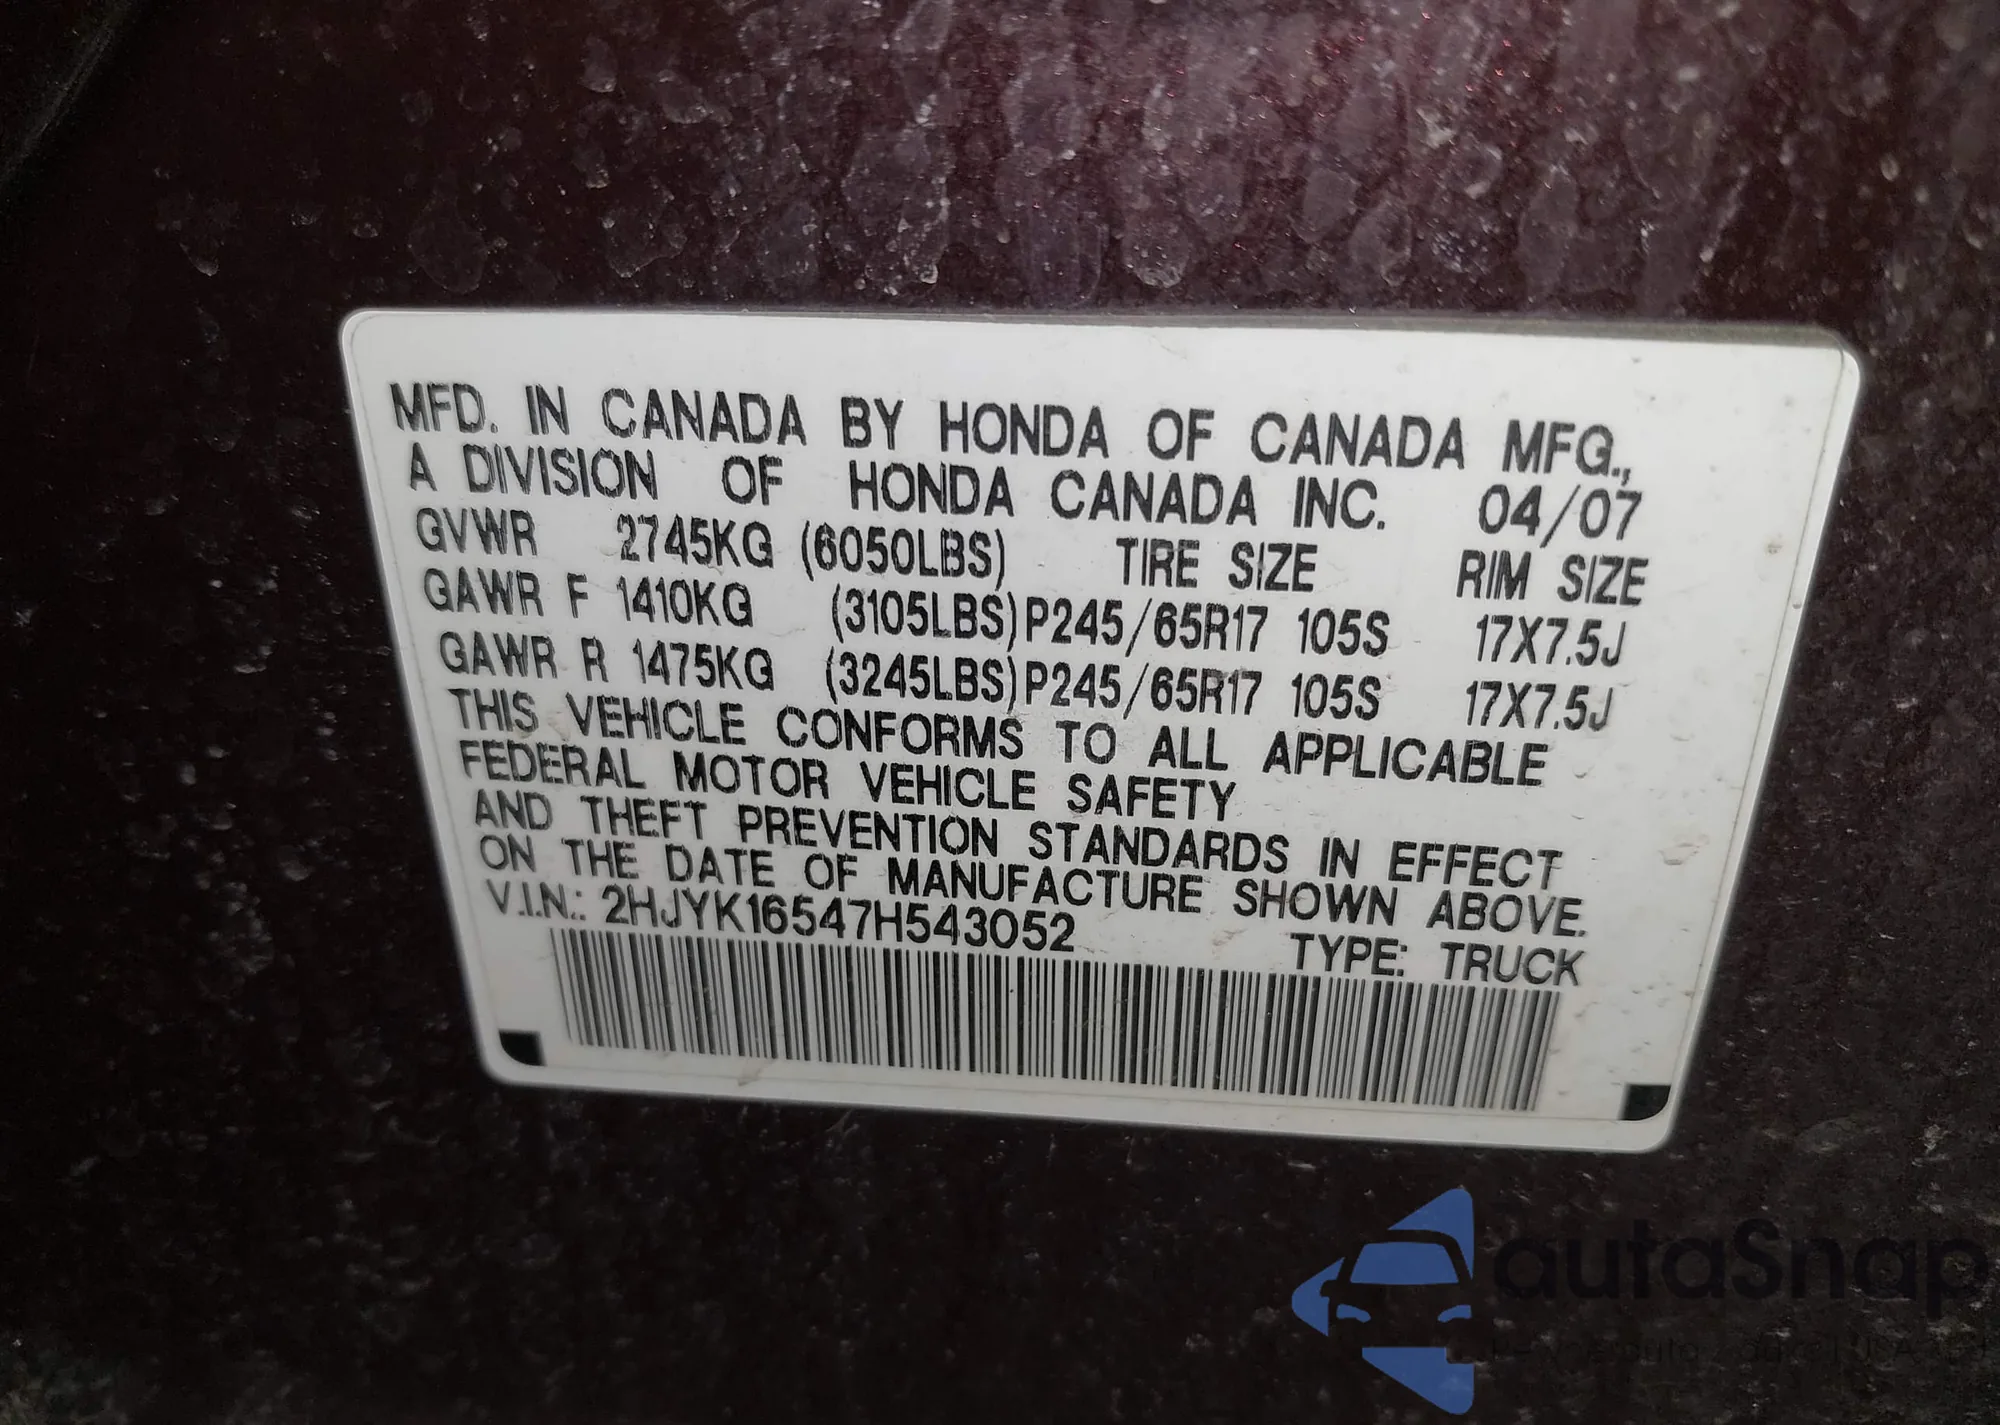 MFD. IN CANADA BY HONDA OF CANADA MFG.,
A DIVISION OF HONDA CANADA INC. 04/07
GVWR 2745KG (6050LBS) TIRE SIZE RIM SIZE
GAWR F 1410KG (3105LBS) P245/65R17 105S 17X7.5J
GAWR R 1475KG (3245LBS) P245/65R17 105S 17X7.5J
THIS VEHICLE CONFORMS TO ALL APPLICABLE
FEDERAL MOTOR VEHICLE SAFETY
AND THEFT PREVENTION STANDARDS IN EFFECT
ON THE DATE OF MANUFACTURE SHOWN ABOVE.
V.I.N.: 2HJYK16547H543052 TYPE: TRUCK
autaSnap